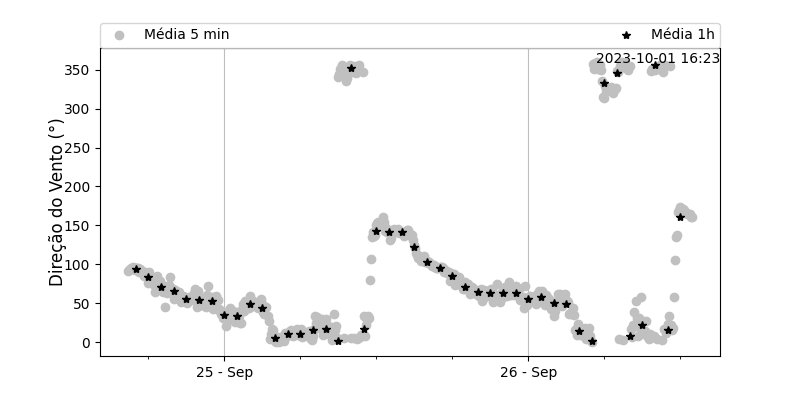 Média 5 min
Média 1h
2023-10-01 16:23
Direção do Vento (°)
350
300
250
200
150
100
50
0
25 - Sep
26 - Sep